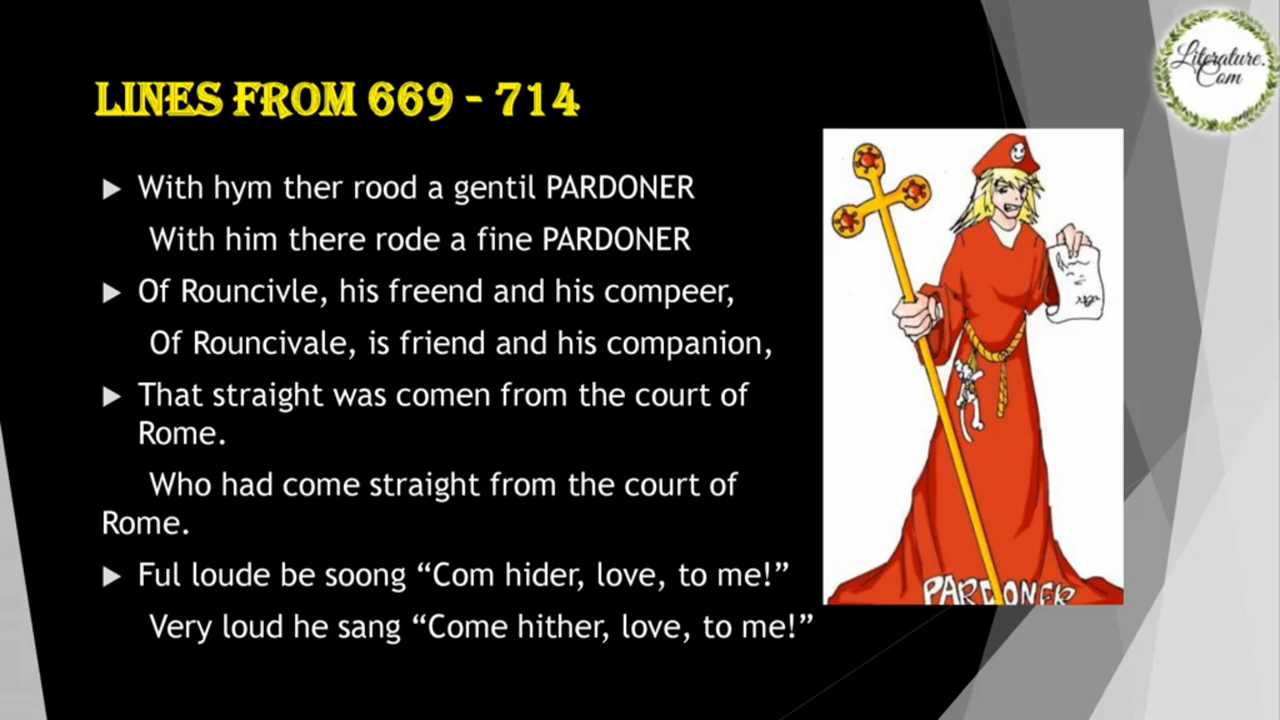 Literature.
Com
LINES FROM 669 - 714
With hym ther rood a gentil PARDONER
With him there rode a fine PARDONER
Of Rouncivle, his freend and his compeer,
Of Rouncivale, is friend and his companion,
That straight was comen from the court of
Rome.
Who had come straight from the court of
Rome.
Ful loude be soong “Com hider, love, to me!”
Very loud he sang “Come hither, love, to me!”
PARDONER